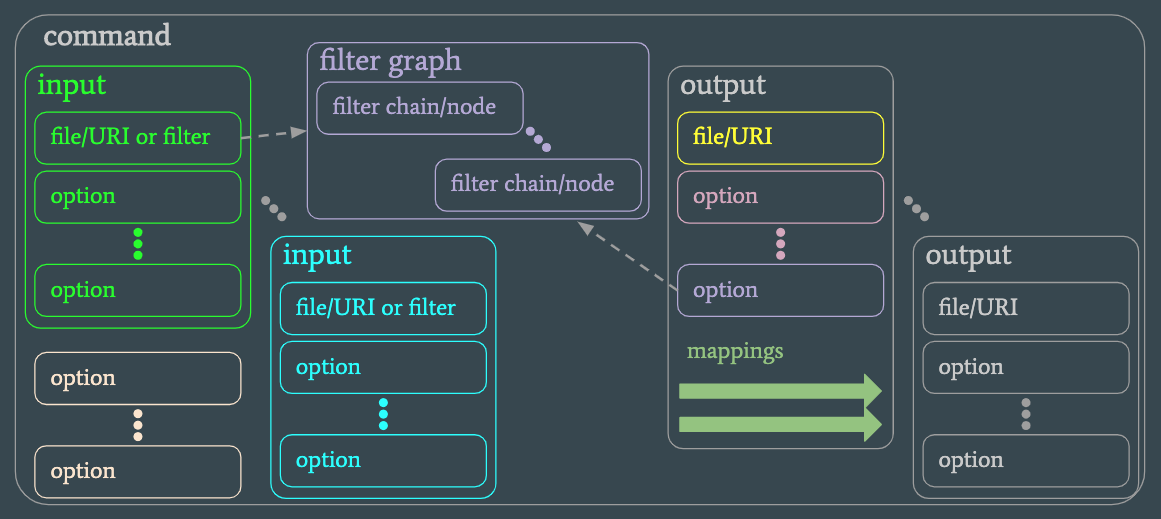 command
input
file/URI or filter
option
option
option
option
filter graph
filter chain/node
filter chain/node
input
file/URI or filter
option
option
output
file/URI
option
option
mappings
output
file/URI
option
option